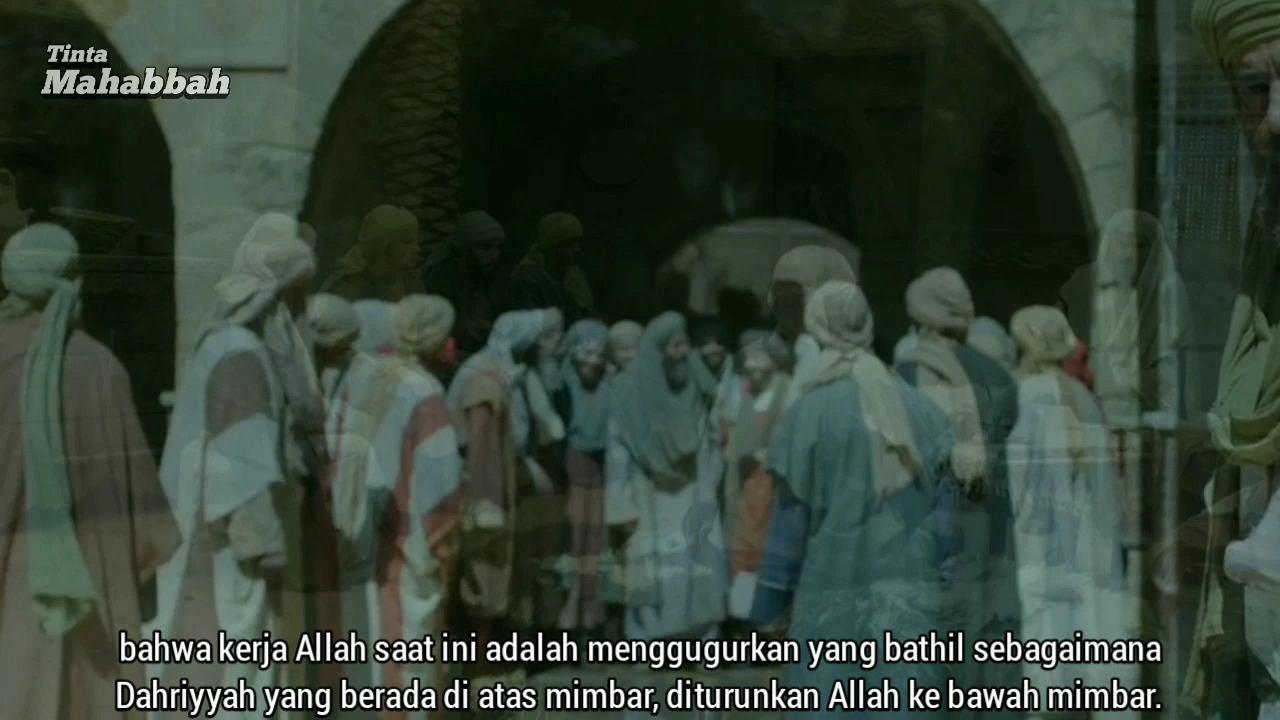 Tinta
Mahabbah
bahwa kerja Allah saat ini adalah menggugurkan yang bathil sebagaimana
Dahriyyah yang berada di atas mimbar, diturunkan Allah ke bawah mimbar.